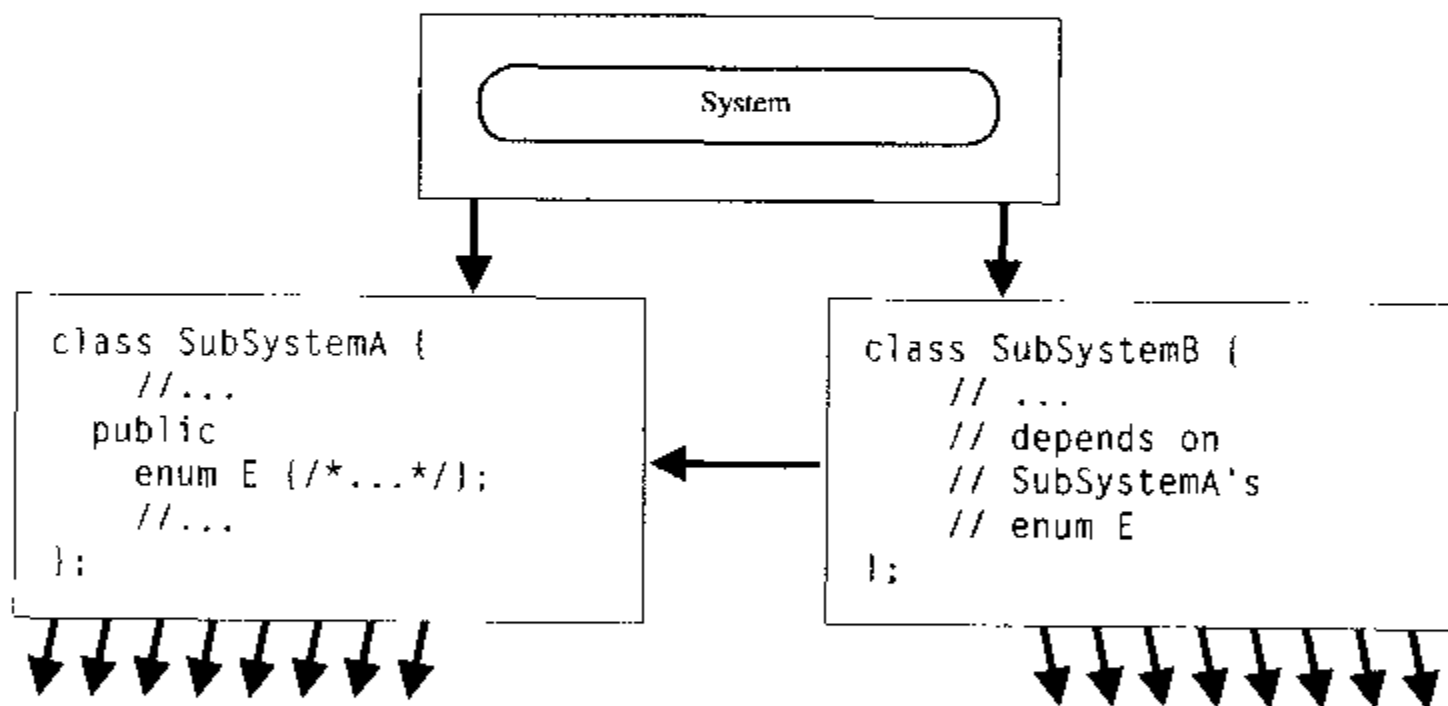 System
class SubSystemA {
//...
public
enum E {/*...*/};
//...
};
class SubSystemB {
// ...
// depends on
// SubSystemA's
// enum E
};